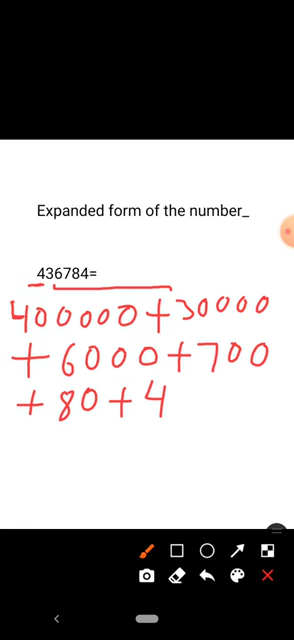 Expanded form of the number_
436784=
400000+30000
+6000+700
+80+4